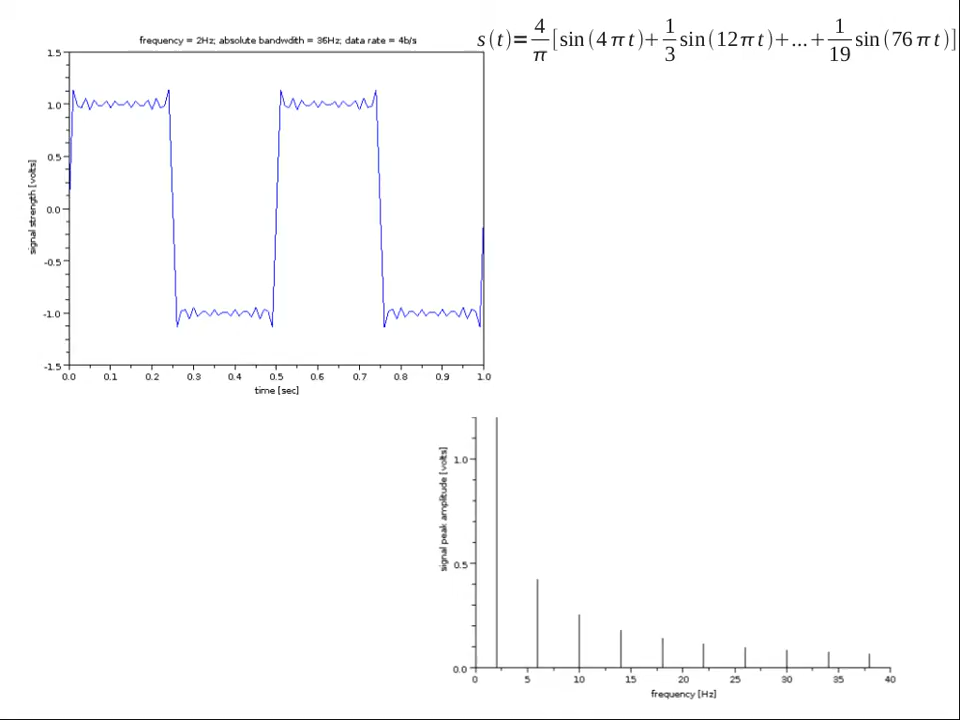 frequency = 2Hz; absolute bandwdith = 36Hz; data rate = 4b/s
s(t)=4/π[sin(4πt)+1/3 sin(12πt)+...+1/19 sin(76πt)]
signal strength [volts]
1.5
1.0
0.5
0.0
-0.5
-1.0
-1.5
0.0 0.1 0.2 0.3 0.4 0.5 0.6 0.7 0.8 0.9 1.0
time [sec]
signal peak amplitude [volts]
1.0
0.5
0.0
0 5 10 15 20 25 30 35 40
frequency [Hz]